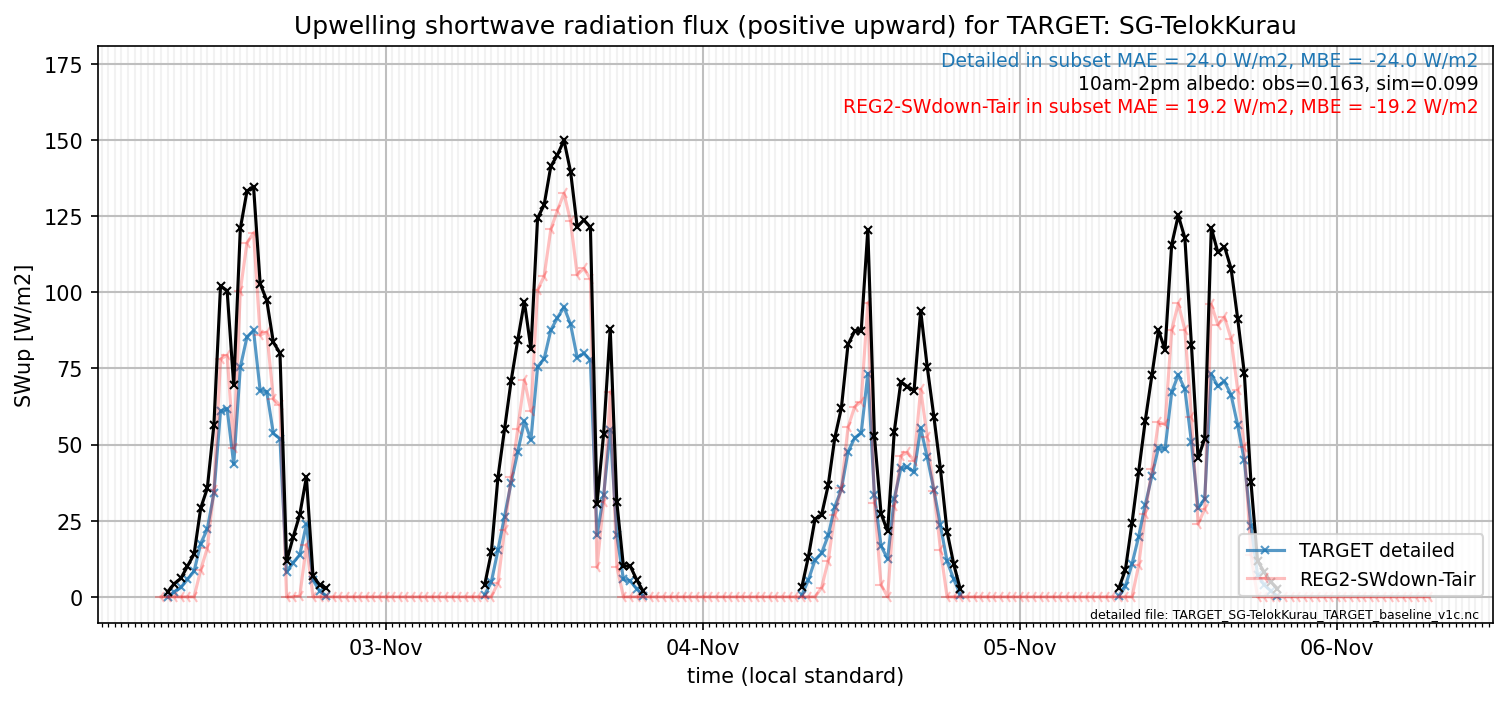 Upwelling shortwave radiation flux (positive upward) for TARGET: SG-TelokKurau
Detailed in subset MAE = 24.0 W/m2, MBE = -24.0 W/m2
10am-2pm albedo: obs=0.163, sim=0.099
REG2-SWdown-Tair in subset MAE = 19.2 W/m2, MBE = -19.2 W/m2
SWup [W/m2]
175
150
125
100
75
50
25
0
TARGET detailed
REG2-SWdown-Tair
detailed file: TARGET_SG-TelokKurau_TARGET_baseline_v1c.nc
03-Nov 04-Nov 05-Nov 06-Nov
time (local standard)